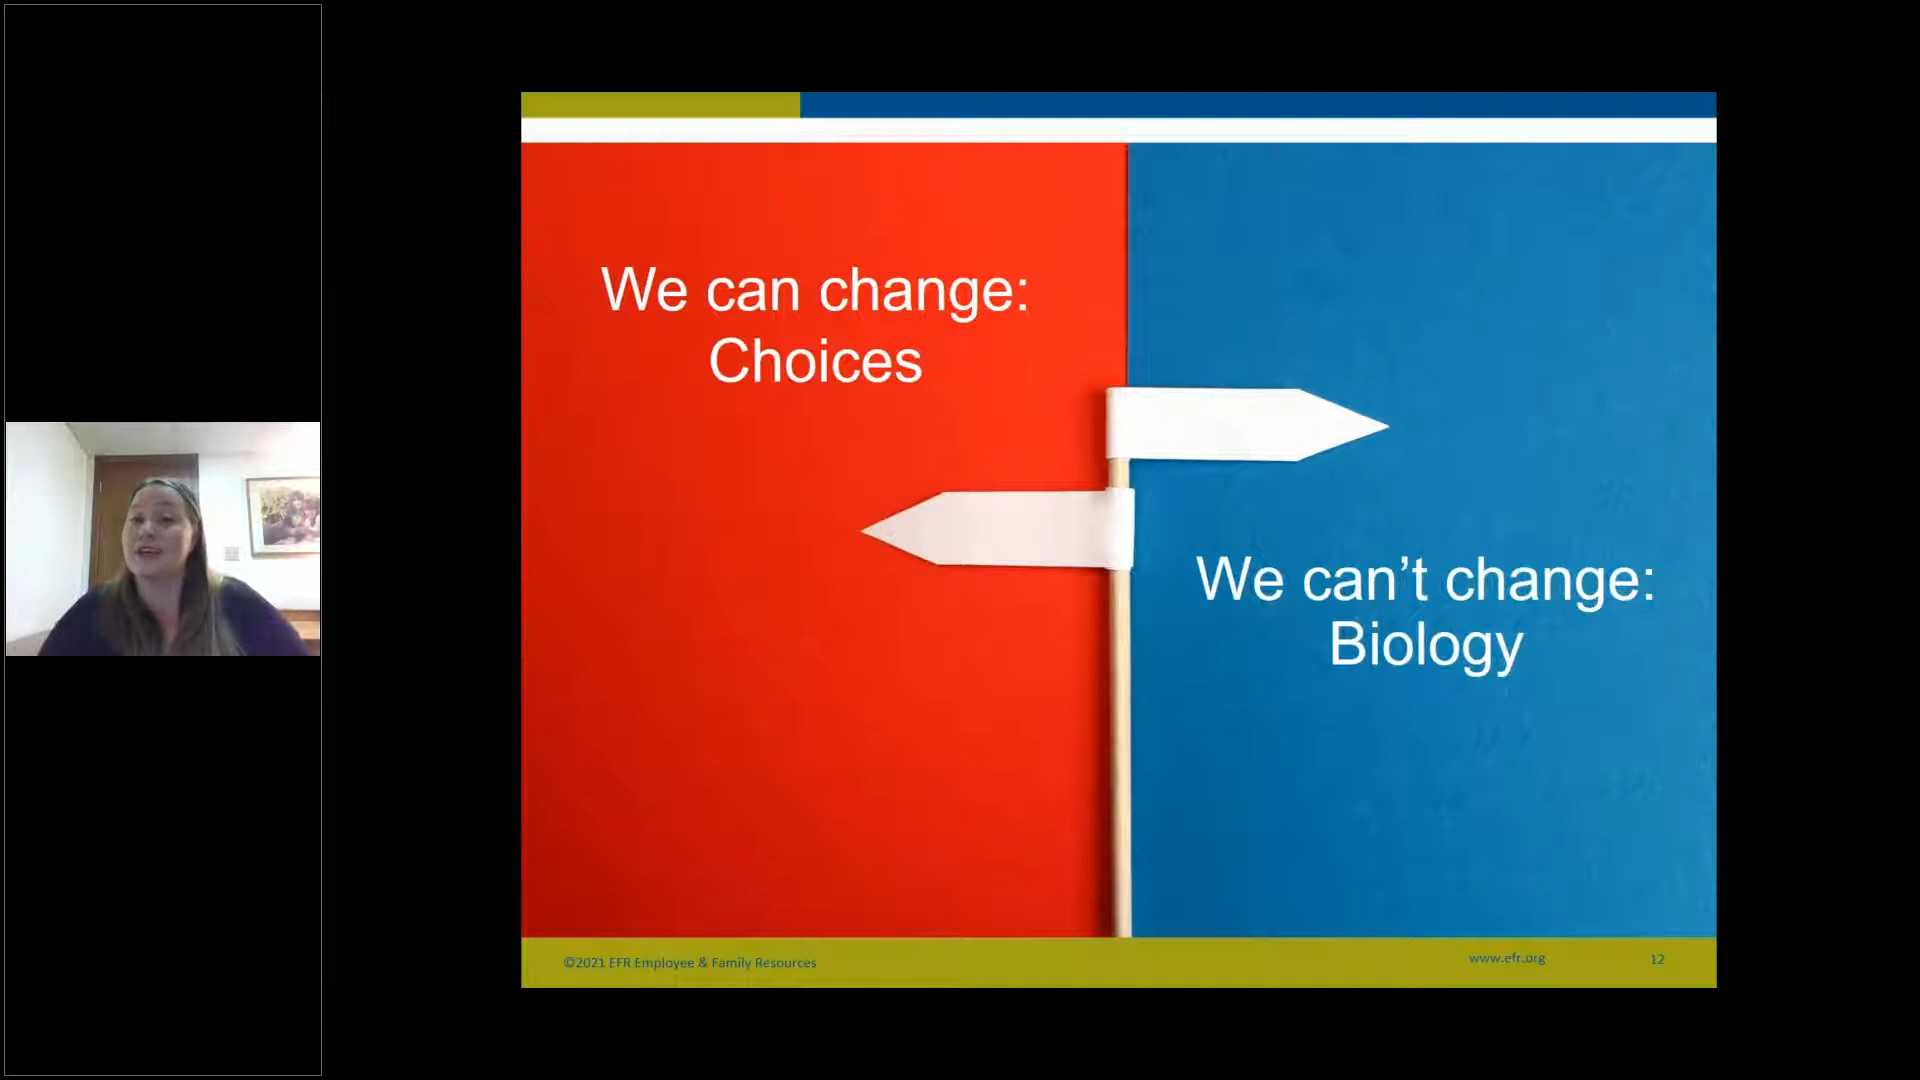 We can change:
Choices
We can't change:
Biology
©2021 EFR Employee & Family Resources
www.efr.org
12